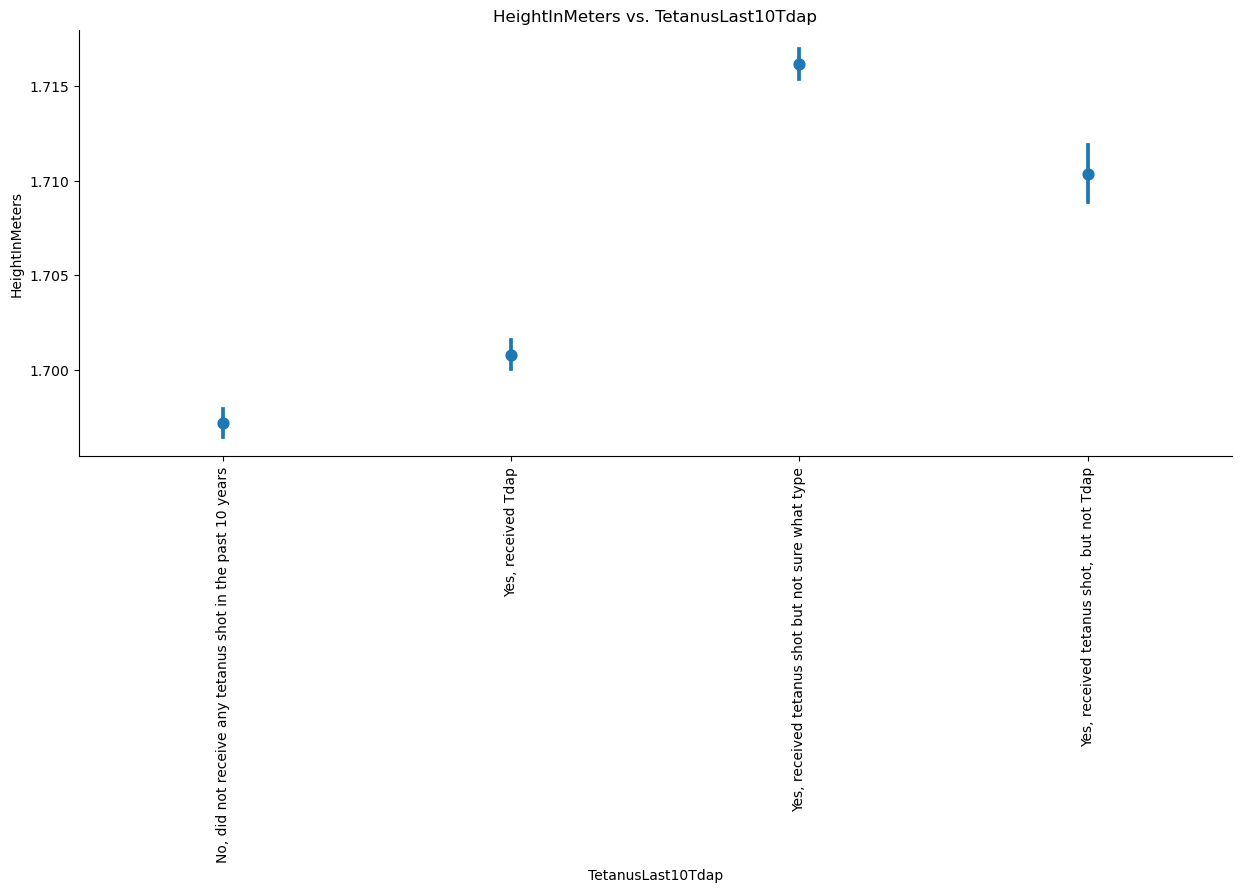 HeightInMeters vs. TetanusLast10Tdap
HeightInMeters
1.715
1.710
1.705
1.700
No, did not receive any tetanus shot in the past 10 years
Yes, received Tdap
Yes, received tetanus shot but not sure what type
Yes, received tetanus shot, but not Tdap
TetanusLast10Tdap